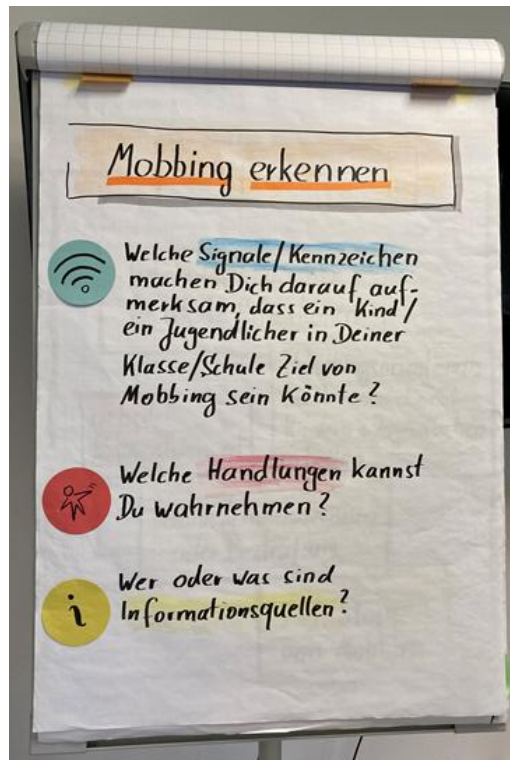 Mobbing erkennen
Welche Signale/Kennzeichen
machen Dich darauf auf-
merksam, dass ein Kind/
ein Jugendlicher in Deiner
Klasse/Schule Ziel von
Mobbing sein könnte?
Welche Handlungen kannst
Du wahrnehmen?
Wer oder was sind
i Informationsquellen?